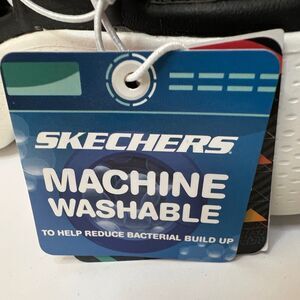 SKECHERS
MACHINE
WASHABLE
TO HELP REDUCE BACTERIAL BUILD UP